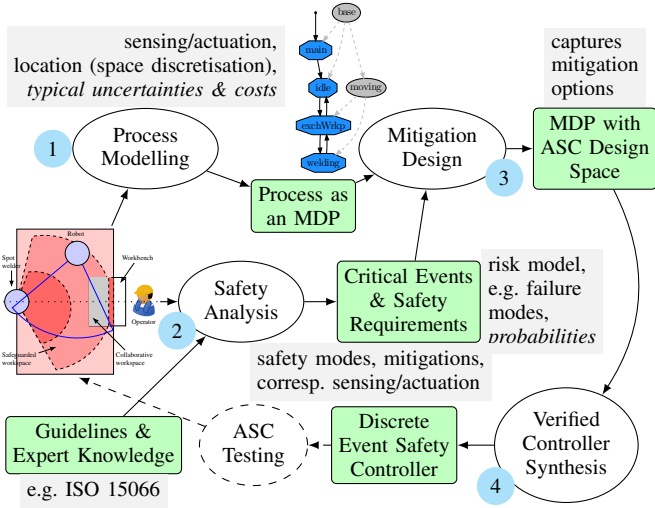 sensing/actuation,
location (space discretisation),
typical uncertainties & costs
base
main
idle
moving
exchWrkp
welding
captures
mitigation
options
1
Process
Modelling
Mitigation
Design
3
MDP with
ASC Design
Space
Process as
an MDP
Robot
Spot
welder
Workbench
Operator
Safeguarded
workspace
Collaborative
workspace
Safety
Analysis
2
Critical Events
& Safety
Requirements
risk model,
e.g. failure
modes,
probabilities
safety modes, mitigations,
corresp. sensing/actuation
Guidelines &
Expert Knowledge
e.g. ISO 15066
ASC
Testing
Discrete
Event Safety
Controller
Verified
Controller
Synthesis
4